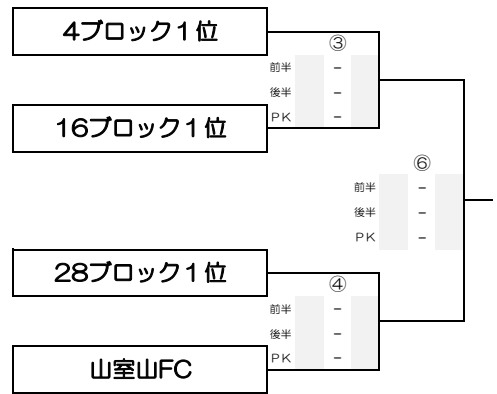 4ブロック1位
③
前半 -
後半 -
PK -
16ブロック1位
⑥
前半 -
後半 -
PK -
28ブロック1位
④
前半 -
後半 -
PK -
山室山FC